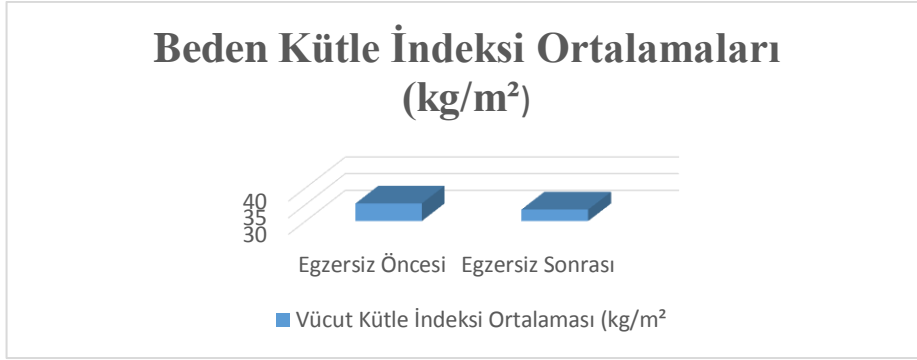 Beden Kütle İndeksi Ortalamaları
(kg/m²)
40
35
30
Egzersiz Öncesi Egzersiz Sonrası
Vücut Kütle İndeksi Ortalaması (kg/m²